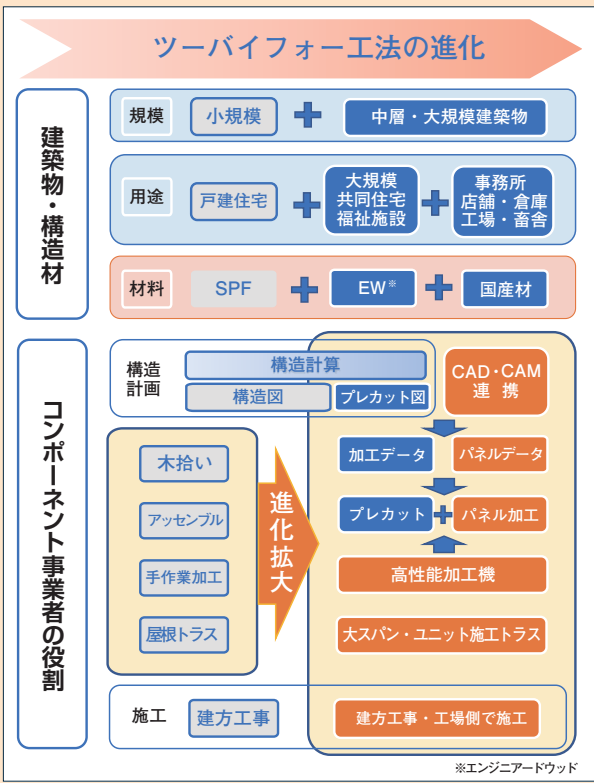 ツーバイフォー工法の進化
建築物・構造材
規模
小規模
+
中層・大規模建築物
用途
戸建住宅
+
大規模
共同住宅
福祉施設
+
事務所
店舗・倉庫
工場・畜舎
材料
SPF
+
EW※
+
国産材
コンポーネント事業者の役割
構造
計画
構造計算
構造図
プレカット図
CAD・CAM
連携
木拾い
アッセンブル
手作業加工
屋根トラス
進化拡大
加工データ
パネルデータ
プレカット
+
パネル加工
高性能加工機
大スパン・ユニット施工トラス
施工
建方工事
建方工事・工場側で施工
※エンジニアードウッド